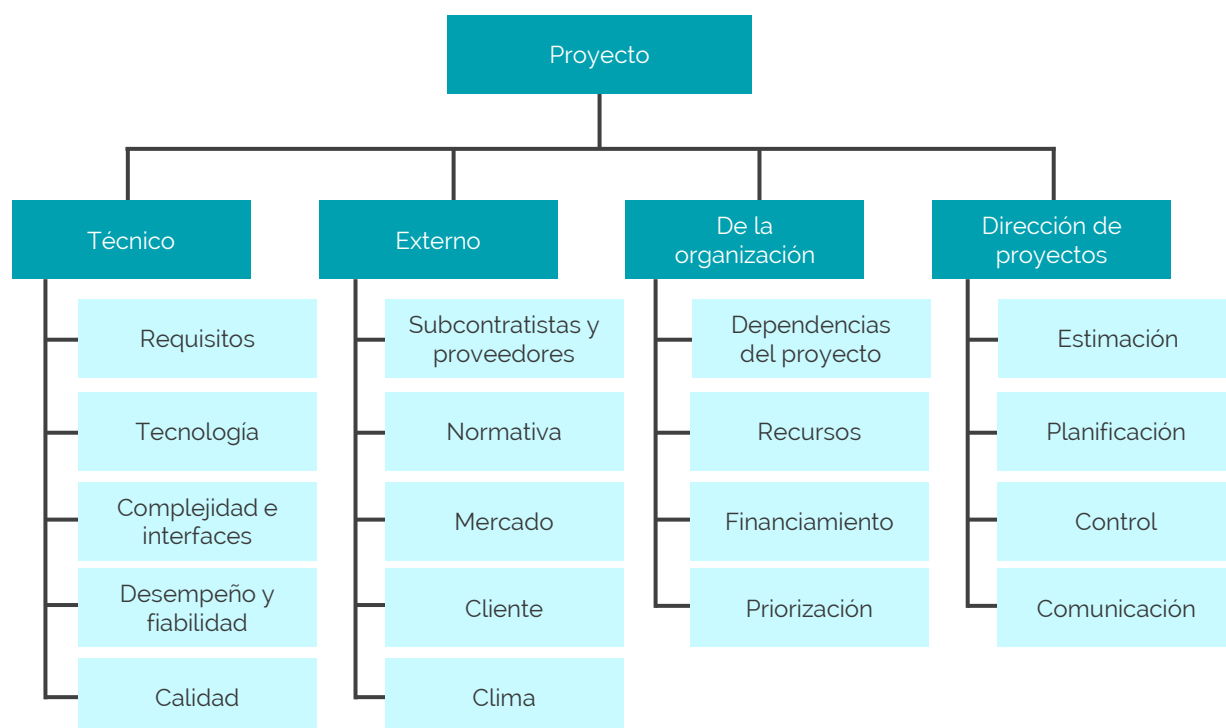 Proyecto
Técnico
Externo
De la
organización
Dirección de
proyectos
Requisitos
Tecnología
Complejidad e
interfaces
Desempeño y
fiabilidad
Calidad
Subcontratistas y
proveedores
Normativa
Mercado
Cliente
Clima
Dependencias
del proyecto
Recursos
Financiamiento
Priorización
Estimación
Planificación
Control
Comunicación